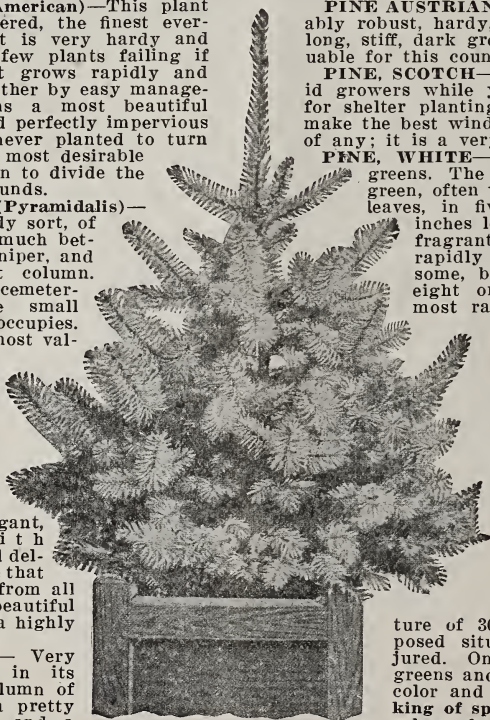 American)—This plant
ered, the finest ever-
t is very hardy and
few plants failing if
t grows rapidly and
ther by easy manage-
ns a most beautiful
d perfectly impervious
never planted to turn
most desirable
n to divide the
unds.
(Pyramidalis)—
dy sort, of
much bet-
niper, and
t column.
cemeter-
e small
occupies.
nost val-
gant,
i t h
l del-
that
from all
beautiful
a highly
— Very
in its
lumn of
a pretty
PINE AUSTRIAN
ably robust, hardy,
long, stiff, dark gre
uable for this coun
PINE, SCOTCH—
id growers while
for shelter planting
make the best wind
of any; it is a very
PINE, WHITE—
greens. The
green, often
leaves, in fiv
inches l
fragrant
rapidly
some, b
eight or
most ra
ture of 30
posed situ
jured. On
greens and
color and
king of sp